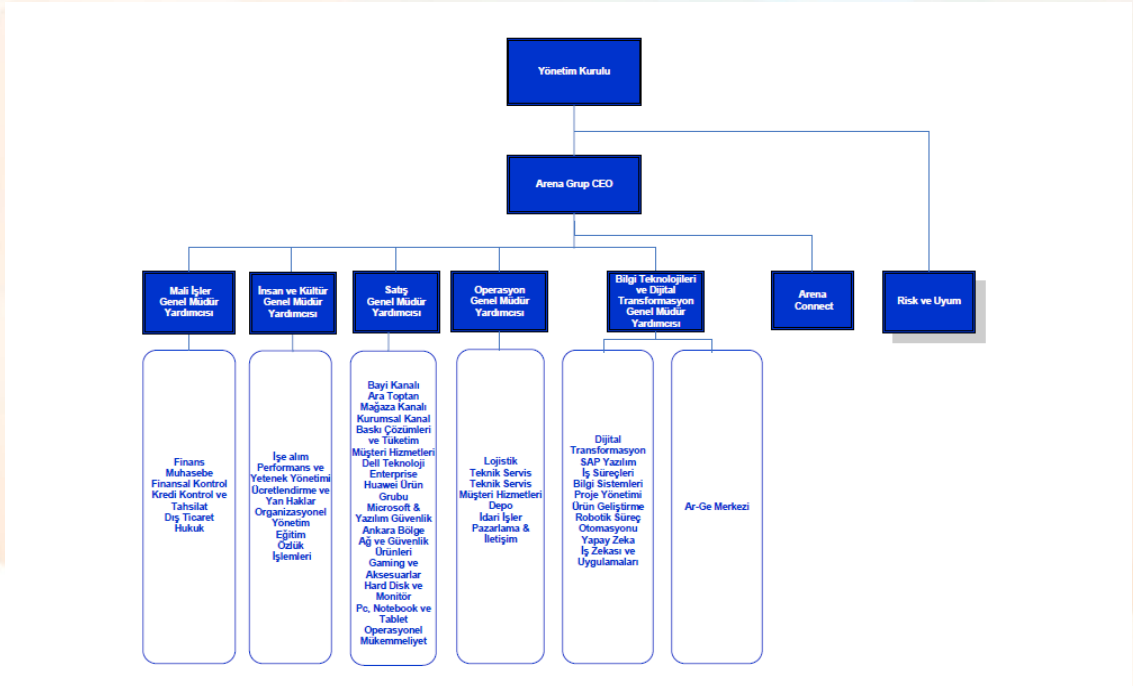 Yönetim Kurulu
Arena Grup CEO
Mali İşler
Genel Müdür
Yardımcısı
İnsan ve Kültür
Genel Müdür
Yardımcısı
Satış
Genel Müdür
Yardımcısı
Operasyon
Genel Müdür
Yardımcısı
Bilgi Teknolojileri
ve Dijital
Transformasyon
Genel Müdür
Yardımcısı
Arena
Connect
Risk ve Uyum
Finans
Muhasebe
Finansal Kontrol
Kredi Kontrol ve
Tahsilat
Dış Ticaret
Hukuk
İşe alım
Performans ve
Yetenek Yönetimi
Ücretlendirme ve
Yan Haklar
Organizasyonel
Yönetim
Eğitim
Özlük
İşlemleri
Bayi Kanalı
Ara Toptan
Mağaza Kanalı
Kurumsal Kanal
Baskı Çözümleri
ve Tüketim
Müşteri Hizmetleri
Dell Teknoloji
Enterprise
Huawei Ürün
Grubu
Microsoft &
Yazılım Güvenlik
Ankara Bölge
Ağ ve Güvenlik
Ürünleri
Gaming ve
Aksesuarlar
Hard Disk ve
Monitör
Pc, Notebook ve
Tablet
Operasyonel
Mükemmeliyet
Lojistik
Teknik Servis
Teknik Servis
Müşteri Hizmetleri
Depo
İdari İşler
Pazarlama &
İletişim
Dijital
Transformasyon
SAP Yazılım
İş Süreçleri
Bilgi Sistemleri
Proje Yönetimi
Ürün Geliştirme
Robotik Süreç
Otomasyonu
Yapay Zeka
İş Zekası ve
Uygulamaları
Ar-Ge Merkezi